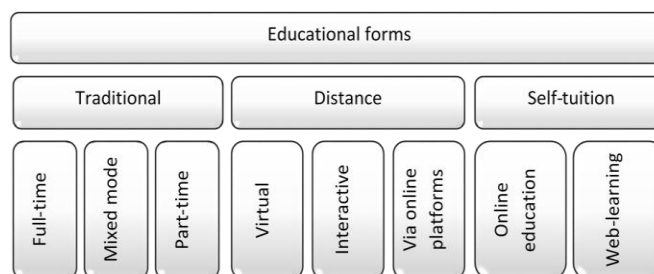 Educational forms
Traditional
Distance
Self-tuition
Full-time
Mixed mode
Part-time
Virtual
Interactive
Via online
platforms
Online
education
Web-learning